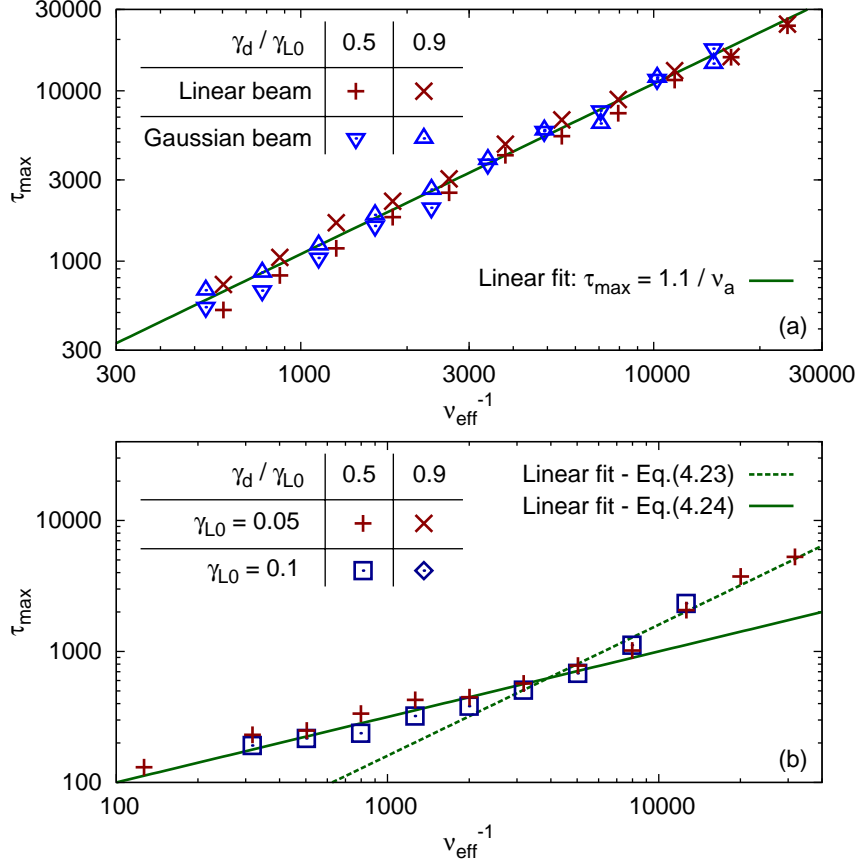 γd / γL0 0.5 0.9
Linear beam
Gaussian beam
30000
10000
3000
1000
300
τmax
Linear fit: τmax = 1.1 / νa
(a)
300 1000 3000 10000 30000
νeff-1
γd / γL0 0.5 0.9
γL0 = 0.05
γL0 = 0.1
Linear fit - Eq.(4.23)
Linear fit - Eq.(4.24)
10000
1000
100
τmax
(b)
100 1000 10000
νeff-1